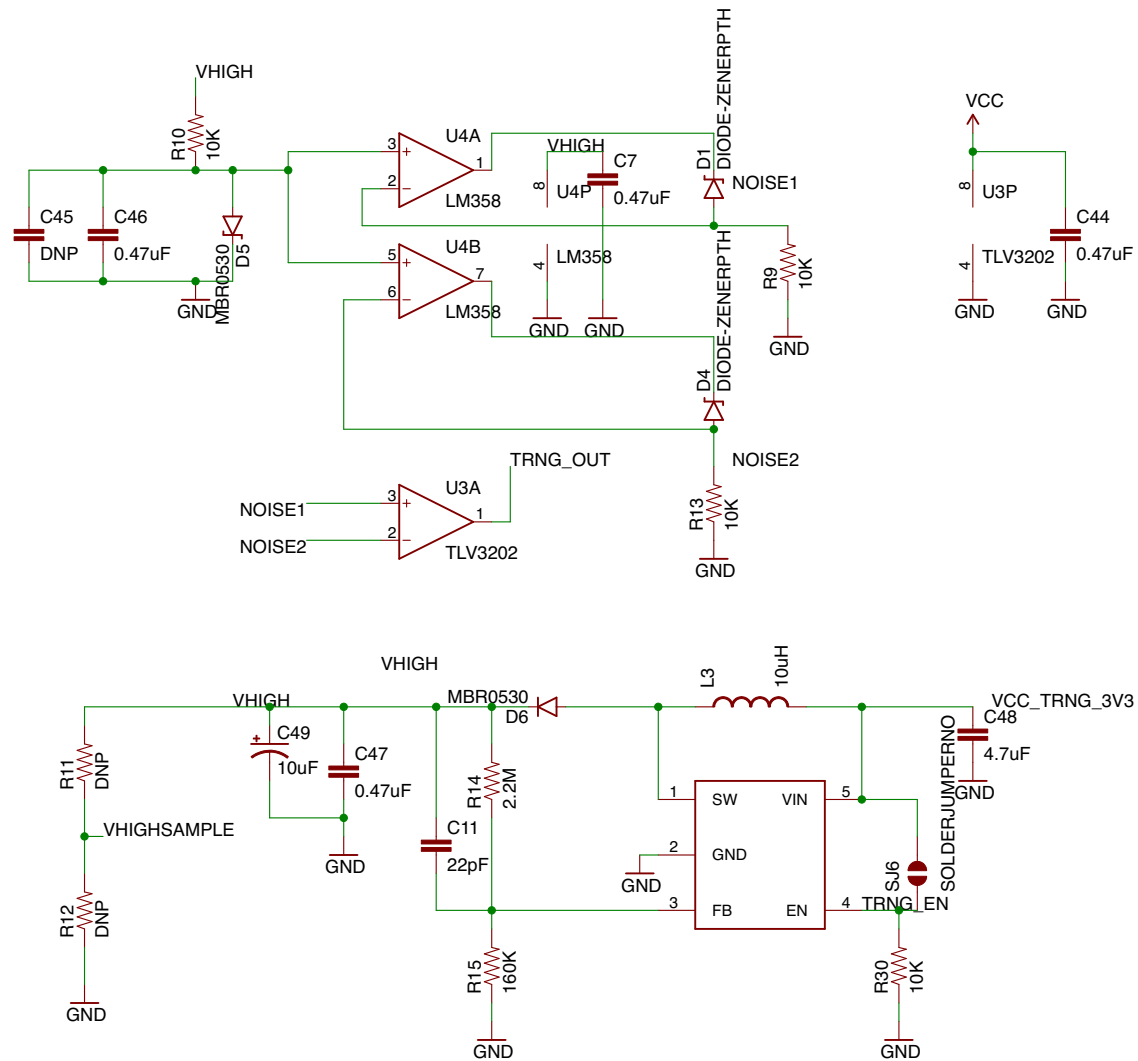 VHIGH
R10
10K
C45
DNP
C46
0.47uF
MBR0530
D5
GND
3
2
1
U4A
LM358
5
6
7
U4B
LM358
VHIGH
8
U4P
4
LM358
GND
C7
0.47uF
GND
D1
DIODE-ZENERPTH
NOISE1
R9
10K
GND
D4
DIODE-ZENERPTH
NOISE2
R13
10K
GND
VCC
8
U3P
4
TLV3202
GND
C44
0.47uF
GND
NOISE1
NOISE2
3
2
1
U3A
TLV3202
TRNG_OUT
VHIGH
VHIGH
R11
DNP
VHIGHSAMPLE
R12
DNP
GND
C49
10uF
C47
0.47uF
GND
C11
22pF
R14
2.2M
R15
160K
GND
MBR0530
D6
L3
10uH
VCC_TRNG_3V3
C48
4.7uF
GND
1
SW
VIN
5
2
GND
GND
3
FB
EN
4
SJ6
SOLDERJUMPERNO
TRNG_EN
R30
10K
GND